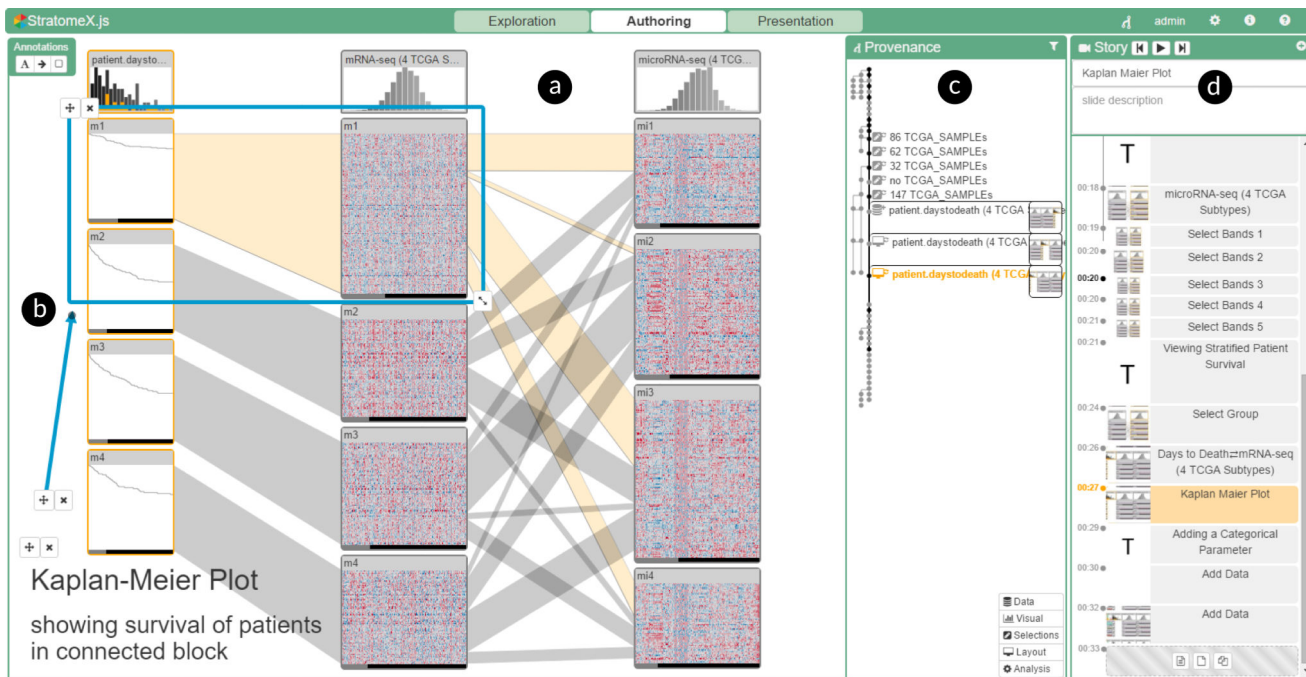 StratomeX.js
Exploration
Authoring
Presentation
admin
Annotations
A
patient.daysto...
mRNA-seq (4 TCGA S...
microRNA-seq (4 TC...
a
m1
m2
m3
m4
m1
m2
m3
m4
mi1
mi2
mi3
mi4
b
Kaplan-Meier Plot
showing survival of patients
in connected block
Provenance
c
86 TCGA_SAMPLEs
62 TCGA_SAMPLEs
32 TCGA_SAMPLEs
no TCGA_SAMPLEs
147 TCGA_SAMPLEs
patient.daystodeath (4 TCGA
patient.daystodeath (4 TCGA
patient.daystodeath (4 TCGA
Data
Visual
Selections
Layout
Analysis
Story
Kaplan Maier Plot
d
slide description
T
00:18
microRNA-seq (4 TCGA
Subtypes)
00:19
Select Bands 1
00:20
Select Bands 2
00:20
Select Bands 3
00:20
Select Bands 4
00:21
Select Bands 5
00:21
Viewing Stratified Patient
Survival
T
00:24
Select Group
00:26
Days to Death⇄mRNA-seq
(4 TCGA Subtypes)
00:27
Kaplan Maier Plot
00:29
Adding a Categorical
Parameter
T
00:30
Add Data
00:32
Add Data
00:33